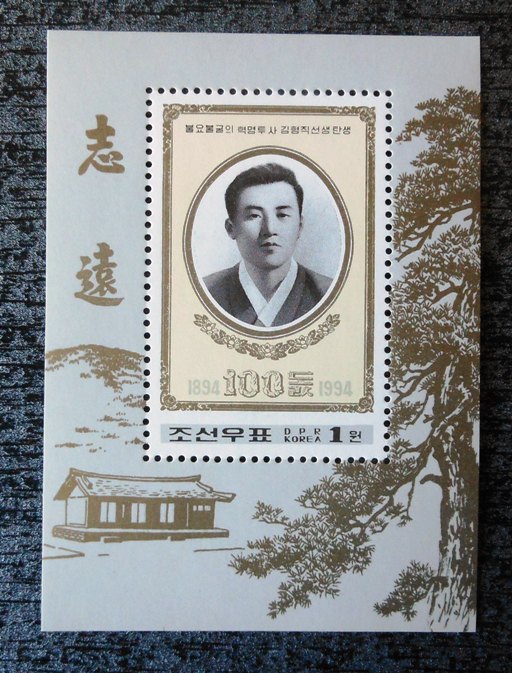 志
遠
불요불굴의 혁명투사 김형직선생 탄생
1894 100돐 1994
조선우표 DPR KOREA 1원